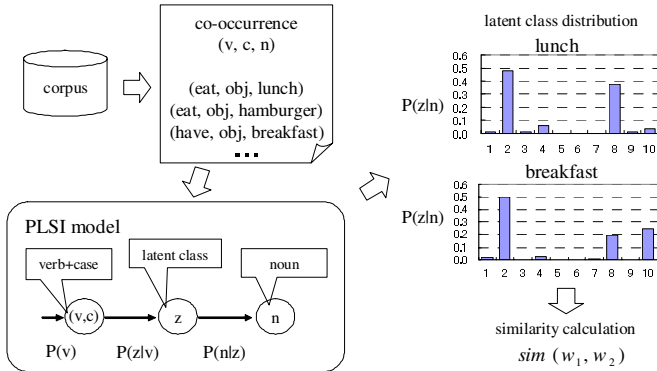 corpus
co-occurrence
(v, c, n)
(eat, obj, lunch)
(eat, obj, hamburger)
(have, obj, breakfast)
...
PLSI model
verb+case
latent class
noun
(v,c)
z
n
P(v)
P(z|v)
P(n|z)
latent class distribution
lunch
P(z|n)
0.6
0.5
0.4
0.3
0.2
0.1
0.0
1 2 3 4 5 6 7 8 9 10
breakfast
P(z|n)
0.6
0.5
0.4
0.3
0.2
0.1
0.0
1 2 3 4 5 6 7 8 9 10
similarity calculation
sim (w₁, w₂)